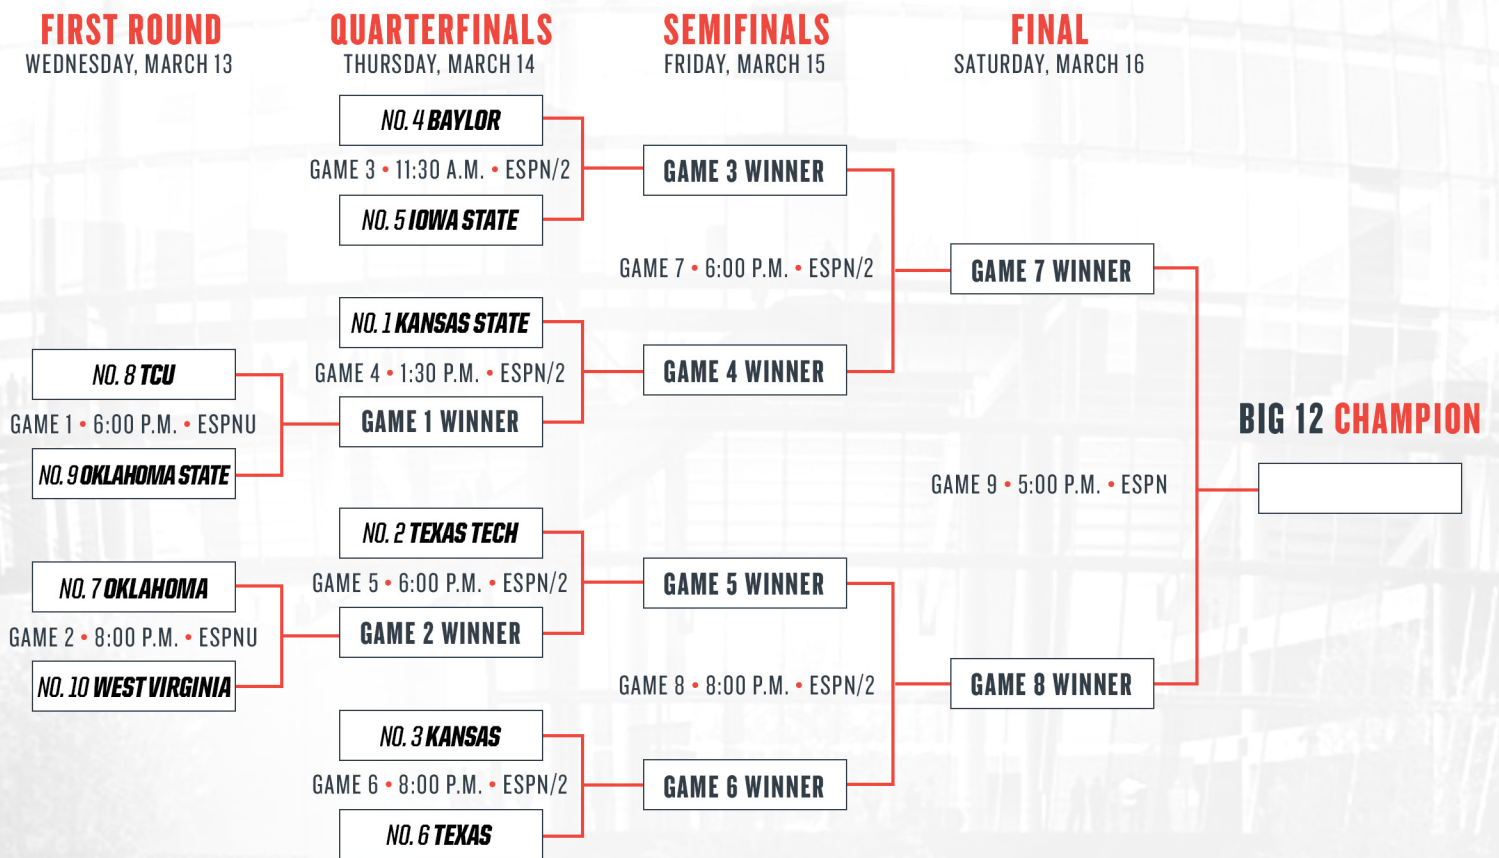 FIRST ROUND
WEDNESDAY, MARCH 13
NO. 8 TCU
GAME 1 • 6:00 P.M. • ESPNU
NO. 9 OKLAHOMA STATE
NO. 7 OKLAHOMA
GAME 2 • 8:00 P.M. • ESPNU
NO. 10 WEST VIRGINIA
QUARTERFINALS
THURSDAY, MARCH 14
NO. 4 BAYLOR
GAME 3 • 11:30 A.M. • ESPN/2
NO. 5 IOWA STATE
NO. 1 KANSAS STATE
GAME 4 • 1:30 P.M. • ESPN/2
GAME 1 WINNER
NO. 2 TEXAS TECH
GAME 5 • 6:00 P.M. • ESPN/2
GAME 2 WINNER
NO. 3 KANSAS
GAME 6 • 8:00 P.M. • ESPN/2
NO. 6 TEXAS
SEMIFINALS
FRIDAY, MARCH 15
GAME 3 WINNER
GAME 7 • 6:00 P.M. • ESPN/2
GAME 4 WINNER
GAME 5 WINNER
GAME 8 • 8:00 P.M. • ESPN/2
GAME 6 WINNER
FINAL
SATURDAY, MARCH 16
GAME 7 WINNER
GAME 9 • 5:00 P.M. • ESPN
GAME 8 WINNER
BIG 12 CHAMPION